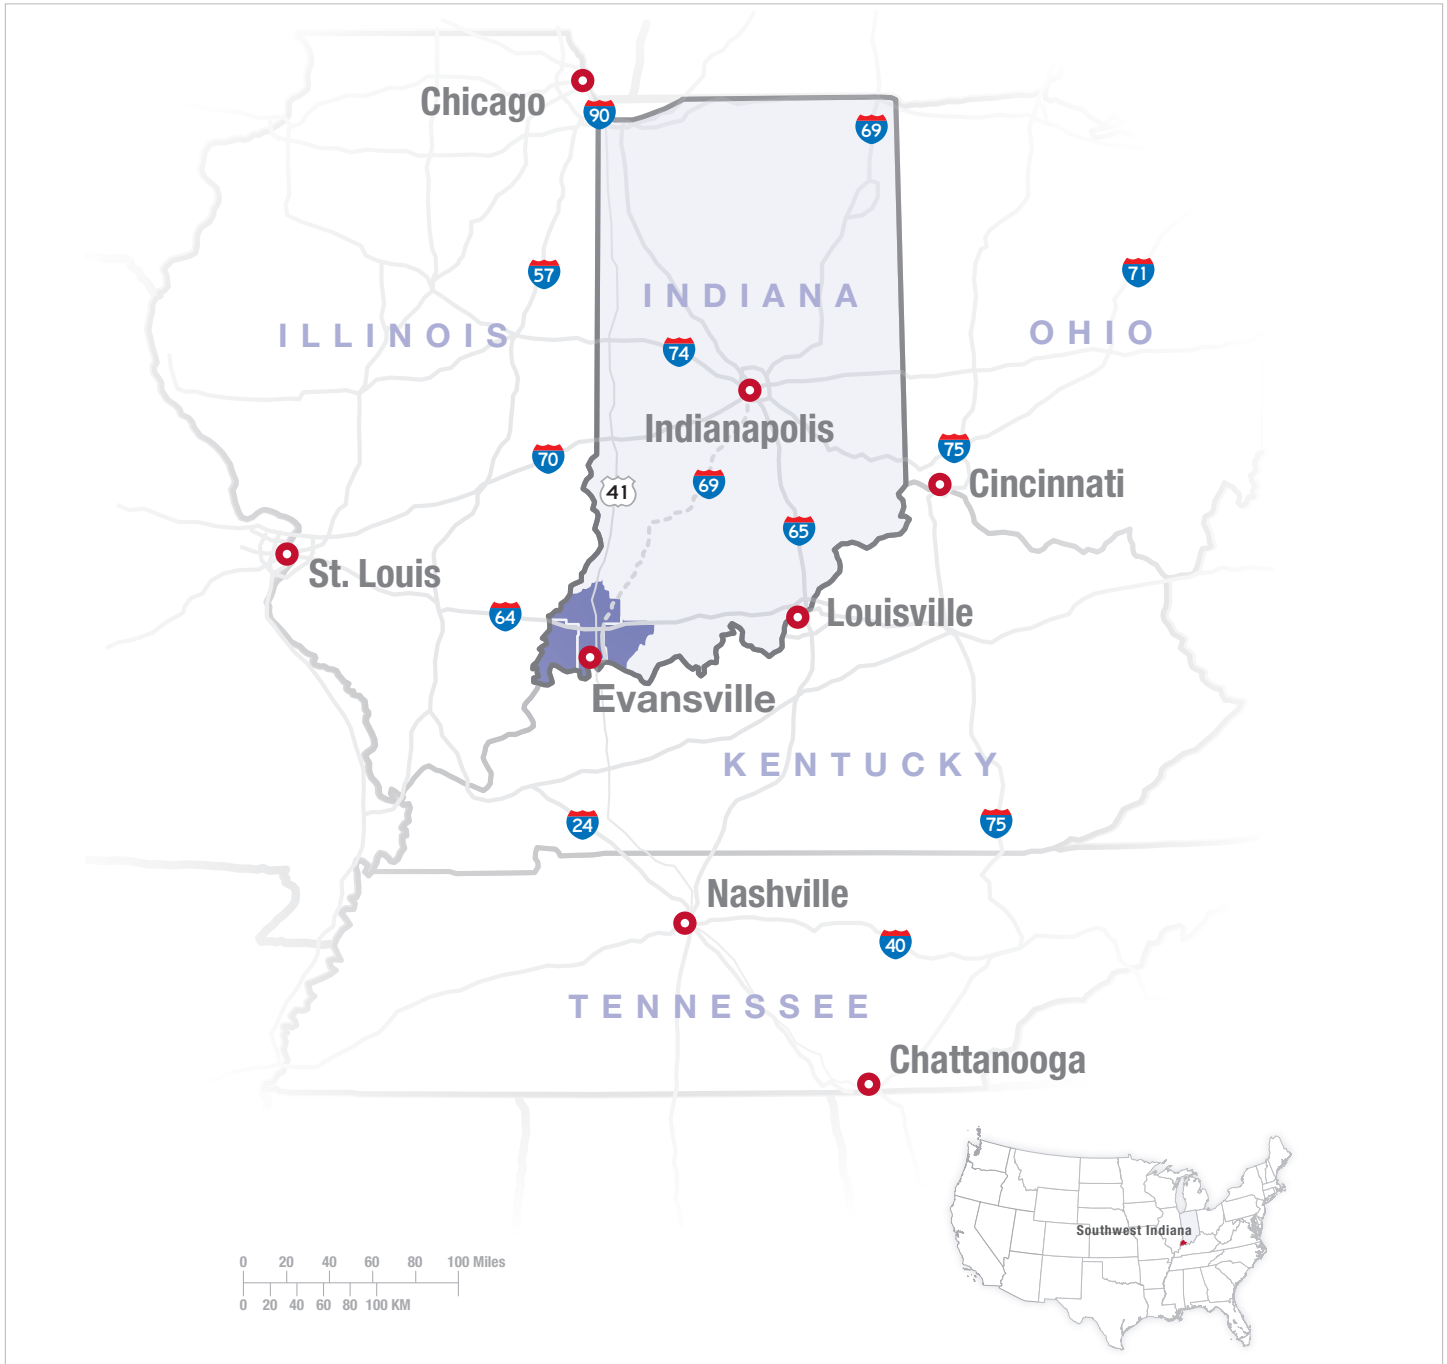 Chicago
90
69
57
71
INDIANA
ILLINOIS
OHIO
74
Indianapolis
70
75
69
41
Cincinnati
65
St. Louis
64
Louisville
Evansville
KENTUCKY
24
75
Nashville
40
TENNESSEE
Chattanooga
Southwest Indiana
0 20 40 60 80 100 Miles
0 20 40 60 80 100 KM